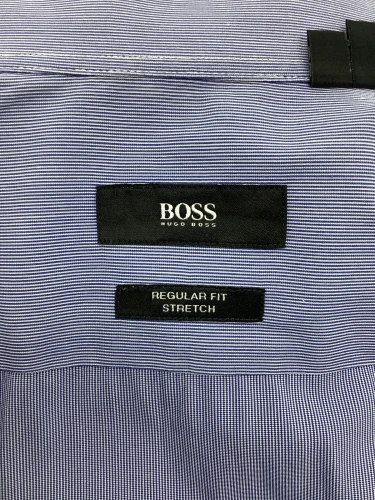 BOSS
HUGO BOSS
REGULAR FIT
STRETCH